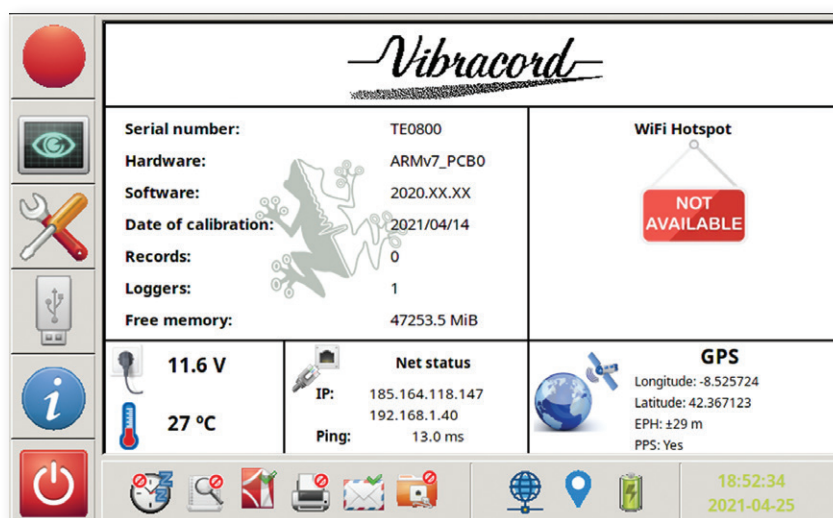 Vibracord
Serial number: TE0800
Hardware: ARMv7_PCB0
Software: 2020.XX.XX
Date of calibration: 2021/04/14
Records: 0
Loggers: 1
Free memory: 47253.5 MiB
WiFi Hotspot
NOT
AVAILABLE
11.6 V
27 ºC
Net status
IP: 185.164.118.147
192.168.1.40
Ping: 13.0 ms
GPS
Longitude: -8.525724
Latitude: 42.367123
EPH: ±29 m
PPS: Yes
i
18:52:34
2021-04-25